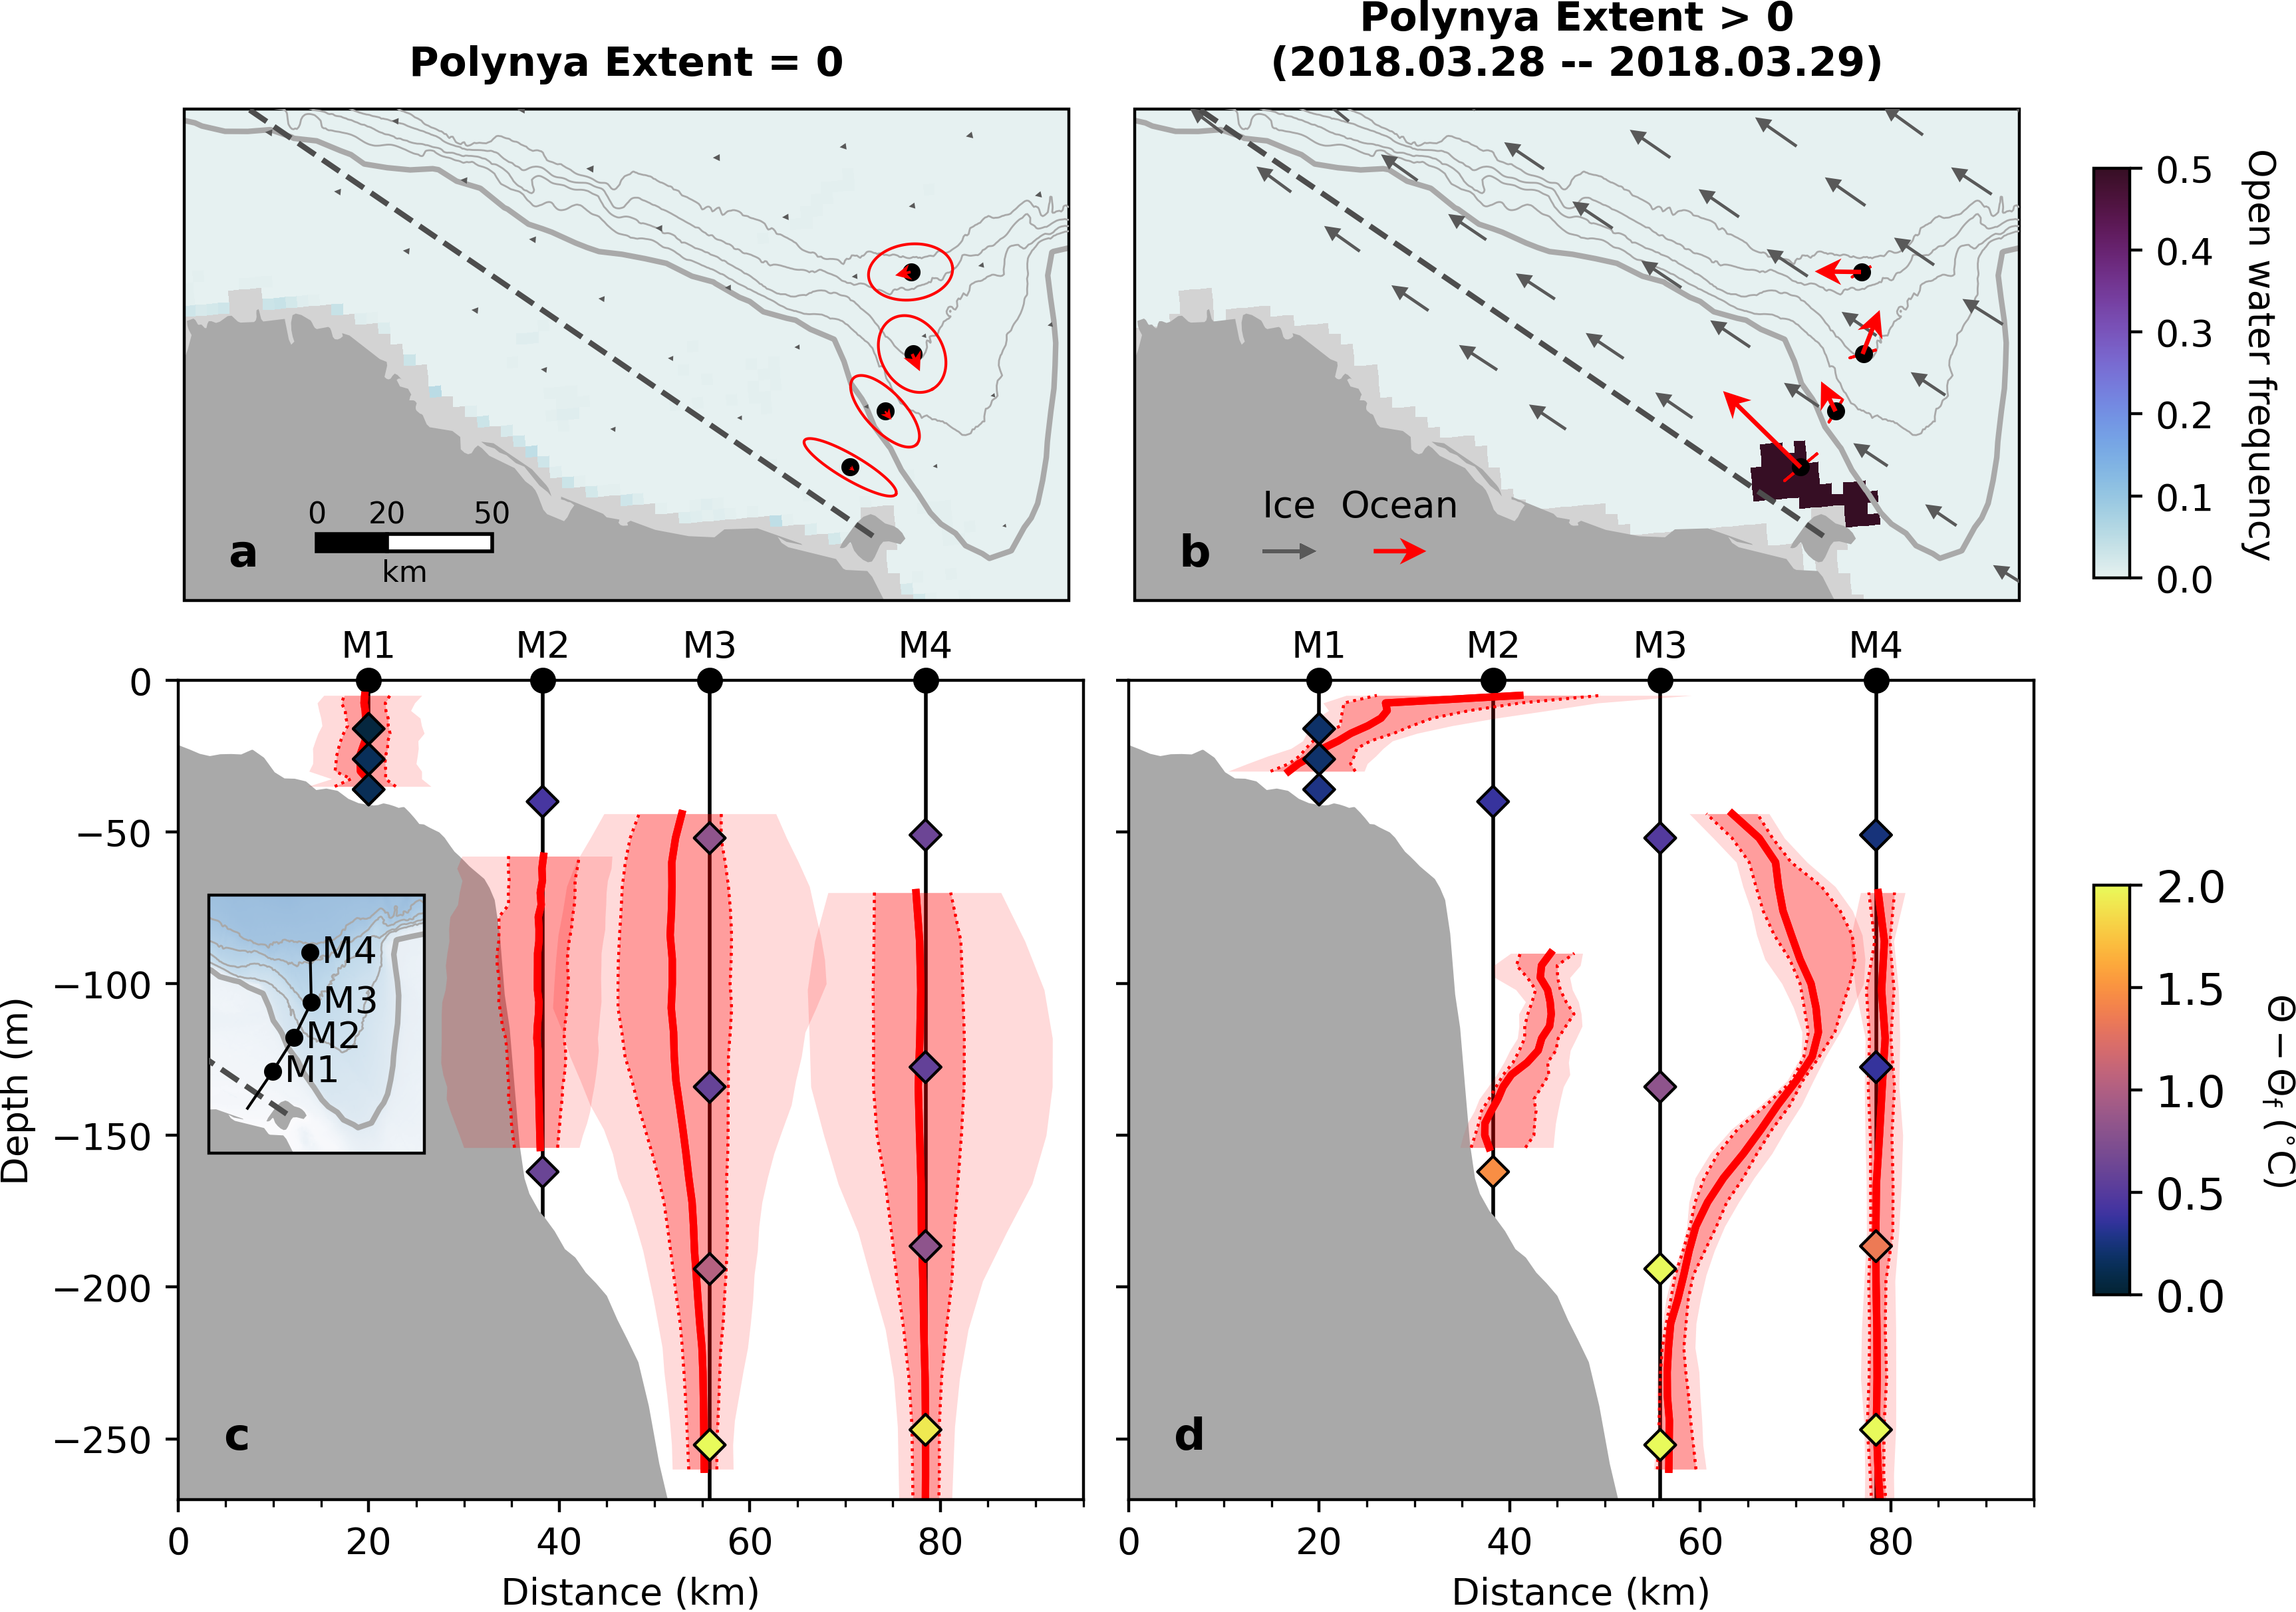 Polynya Extent = 0
Polynya Extent > 0
(2018.03.28 -- 2018.03.29)
0 20 50
km
a
Ice Ocean
b
0.5
0.4
0.3
0.2
0.1
0.0
Open water frequency
M1 M2 M3 M4
M1 M2 M3 M4
0
−50
−100
−150
−200
−250
Depth (m)
M4
M3
M2
M1
c
d
0 20 40 60 80
Distance (km)
0 20 40 60 80
Distance (km)
2.0
1.5
1.0
0.5
0.0
Θ − Θf (°C)